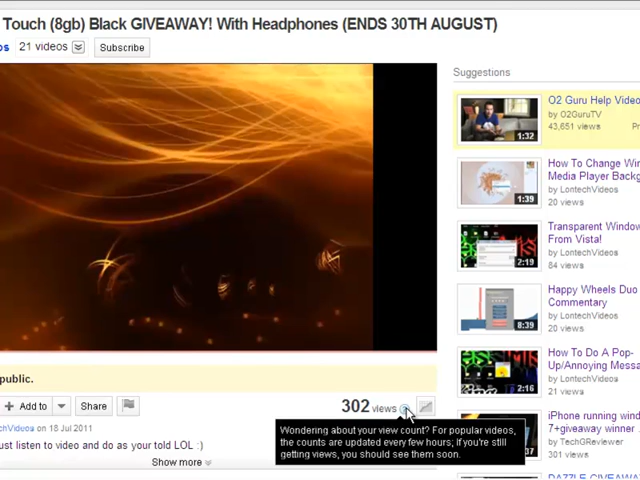 Touch (8gb) Black GIVEAWAY! With Headphones (ENDS 30TH AUGUST)
os 21 videos Subscribe
Suggestions
O2 Guru Help Video
by O2GuruTV
43,651 views
1:32
How To Change Win
Media Player Backg
by LontechVideos
20 views
1:39
Transparent Window
From Vista!
by LontechVideos
84 views
2:19
Happy Wheels Duo
Commentary
by LontechVideos
20 views
8:39
How To Do A Pop-
Up/Annoying Messa
by LontechVideos
2:16
iPhone running wind
7+giveaway winner
by TechGReviewer
301 views
DAZZLE GIVEAWAY
public.
Add to Share
302 views
Wondering about your view count? For popular videos,
the counts are updated every few hours; if you're still
getting views, you should see them soon.
chVideos on 18 Jul 2011
ust listen to video and do as your told LOL :)
Show more